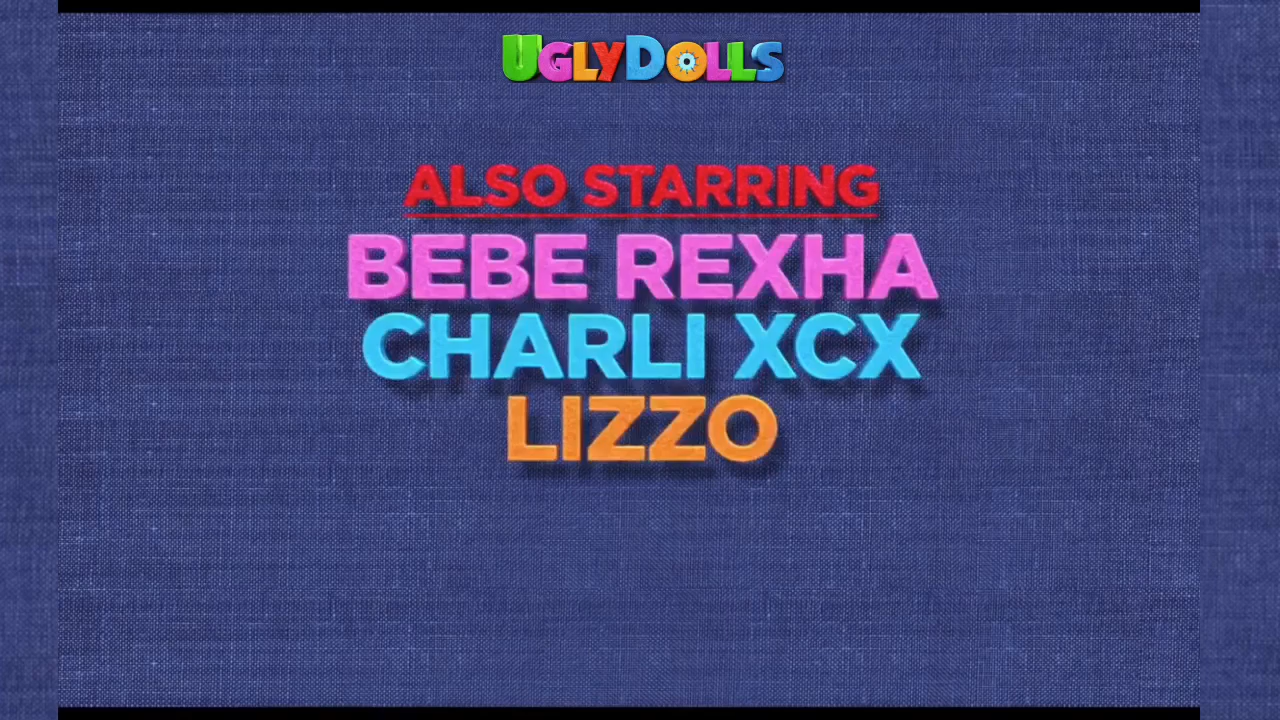 UGLYDOLLS
ALSO STARRING
BEBE REXHA
CHARLI XCX
LIZZO